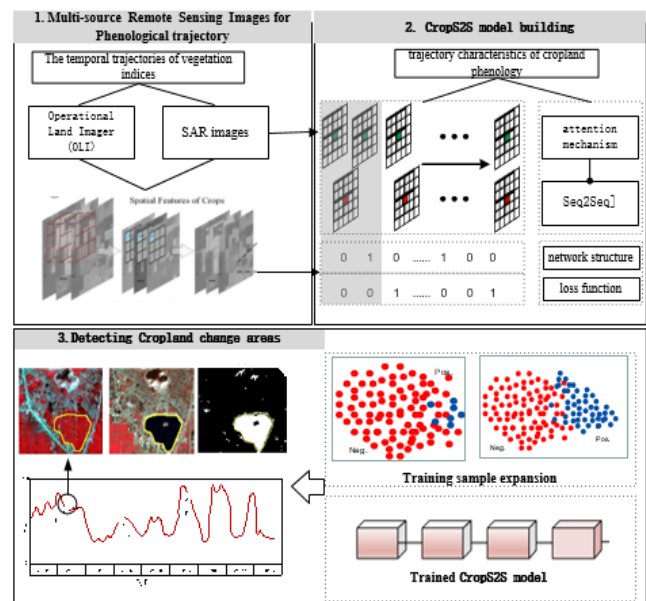 1. Multi-source Remote Sensing Images for
Phenological trajectory
The temporal trajectories of vegetation
indices
Operational
Land Imager
(OLI)
SAR images
Spatial Features of Crops
2. CropS2S model building
trajectory characteristics of cropland
phenology
attention
mechanism
Seq2Seq]
0 1 0 ...... 1 0 0
0 0 1 ...... 0 0 1
network structure
loss function
3.Detecting Cropland change areas
Pos.
Neg.
Pos.
Neg.
Training sample expansion
Trained CropS2S model